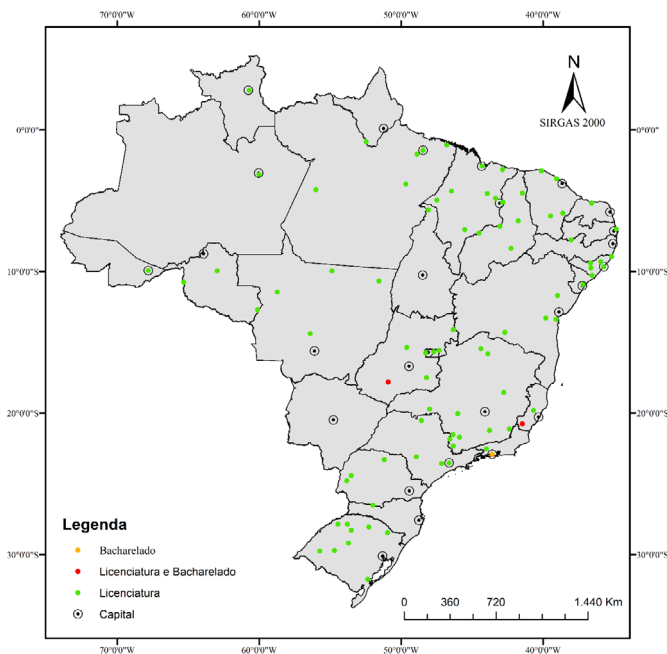 70°0'0"W 60°0'0"W 50°0'0"W 40°0'0"W
N
SIRGAS 2000
0°0'0" 0°0'0"
10°0'0"S 10°0'0"S
20°0'0"S 20°0'0"S
30°0'0"S 30°0'0"S
Legenda
Bacharelado
Licenciatura e Bacharelado
Licenciatura
Capital
0 360 720 1.440 Km
70°0'0"W 60°0'0"W 50°0'0"W 40°0'0"W